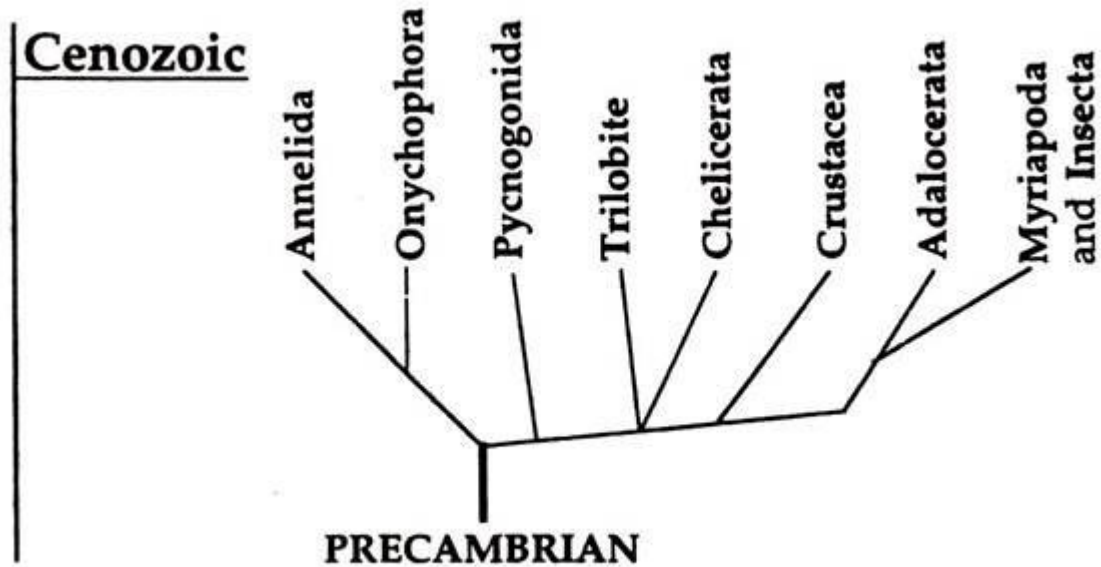 Cenozoic
Annelida
Onychophora
Pycnogonida
Trilobite
Chelicerata
Crustacea
Adalocerata
Myriapoda
and Insecta
PRECAMBRIAN